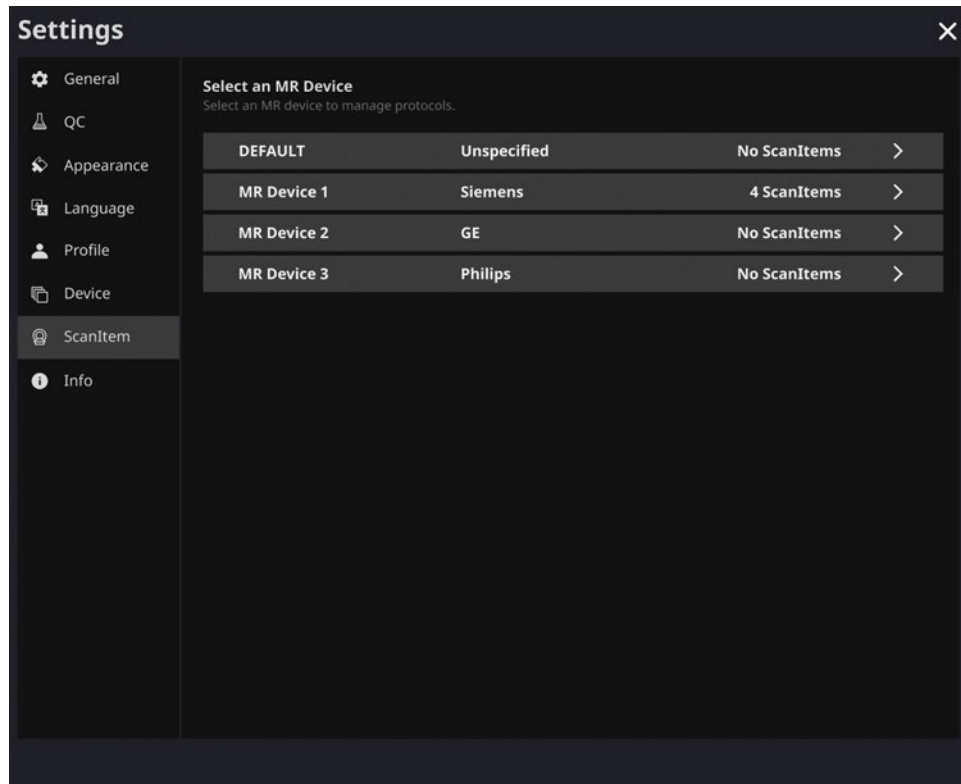 Settings
General
QC
Appearance
Language
Profile
Device
ScanItem
Info
Select an MR Device
Select an MR device to manage protocols.
DEFAULT Unspecified No ScanItems
MR Device 1 Siemens 4 ScanItems
MR Device 2 GE No ScanItems
MR Device 3 Philips No ScanItems